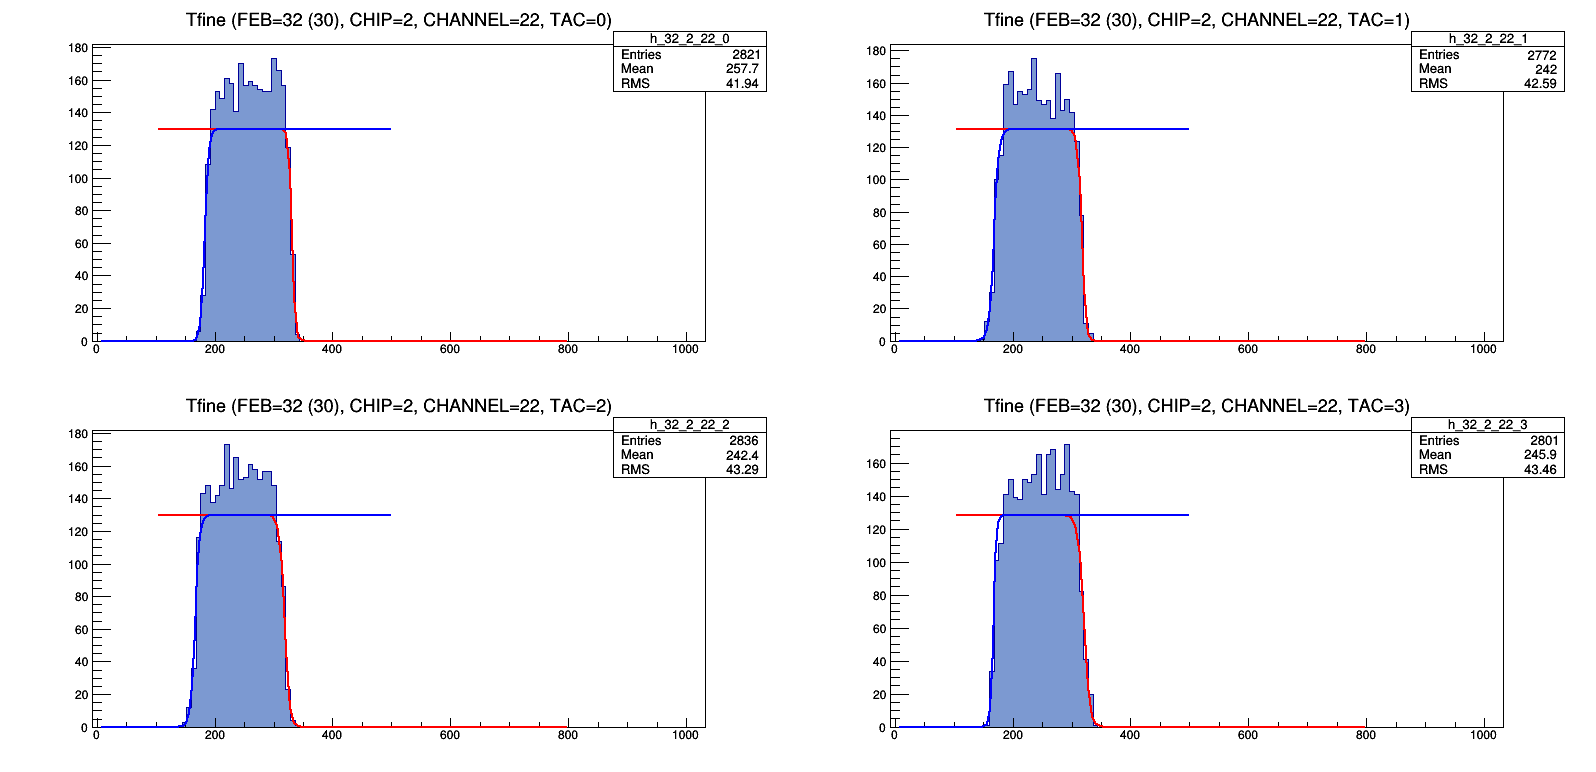 Tfine (FEB=32 (30), CHIP=2, CHANNEL=22, TAC=0)
h_32_2_22_0
Entries 2821
Mean 257.7
RMS 41.94
180
160
140
120
100
80
60
40
20
0
0 200 400 600 800 1000
Tfine (FEB=32 (30), CHIP=2, CHANNEL=22, TAC=1)
h_32_2_22_1
Entries 2772
Mean 242
RMS 42.59
180
160
140
120
100
80
60
40
20
0
0 200 400 600 800 1000
Tfine (FEB=32 (30), CHIP=2, CHANNEL=22, TAC=2)
h_32_2_22_2
Entries 2836
Mean 242.4
RMS 43.29
180
160
140
120
100
80
60
40
20
0
0 200 400 600 800 1000
Tfine (FEB=32 (30), CHIP=2, CHANNEL=22, TAC=3)
h_32_2_22_3
Entries 2801
Mean 245.9
RMS 43.46
160
140
120
100
80
60
40
20
0
0 200 400 600 800 1000